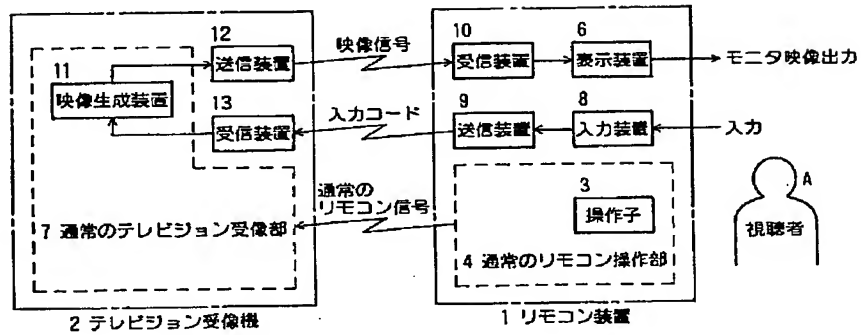 12
送信装置
映像信号
10
受信装置
6
表示装置
モニタ映像出力
11
映像生成装置
13
受信装置
入力コード
9
送信装置
8
入力装置
入力
通常の
リモコン信号
3
操作子
A
視聴者
7 通常のテレビジョン受像部
4 通常のリモコン操作部
2 テレビジョン受像機
1 リモコン装置